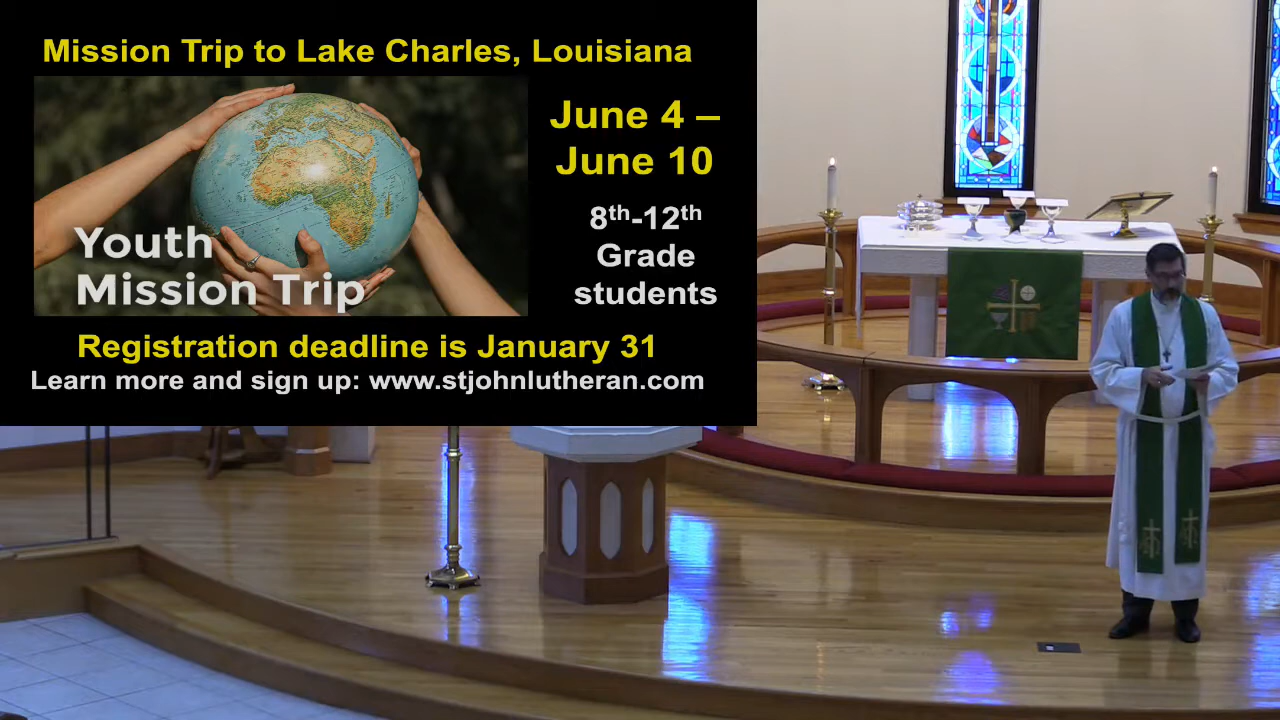 Mission Trip to Lake Charles, Louisiana
June 4 –
June 10
8th-12th
Grade
students
Youth
Mission Trip
Registration deadline is January 31
Learn more and sign up: www.stjohnlutheran.com